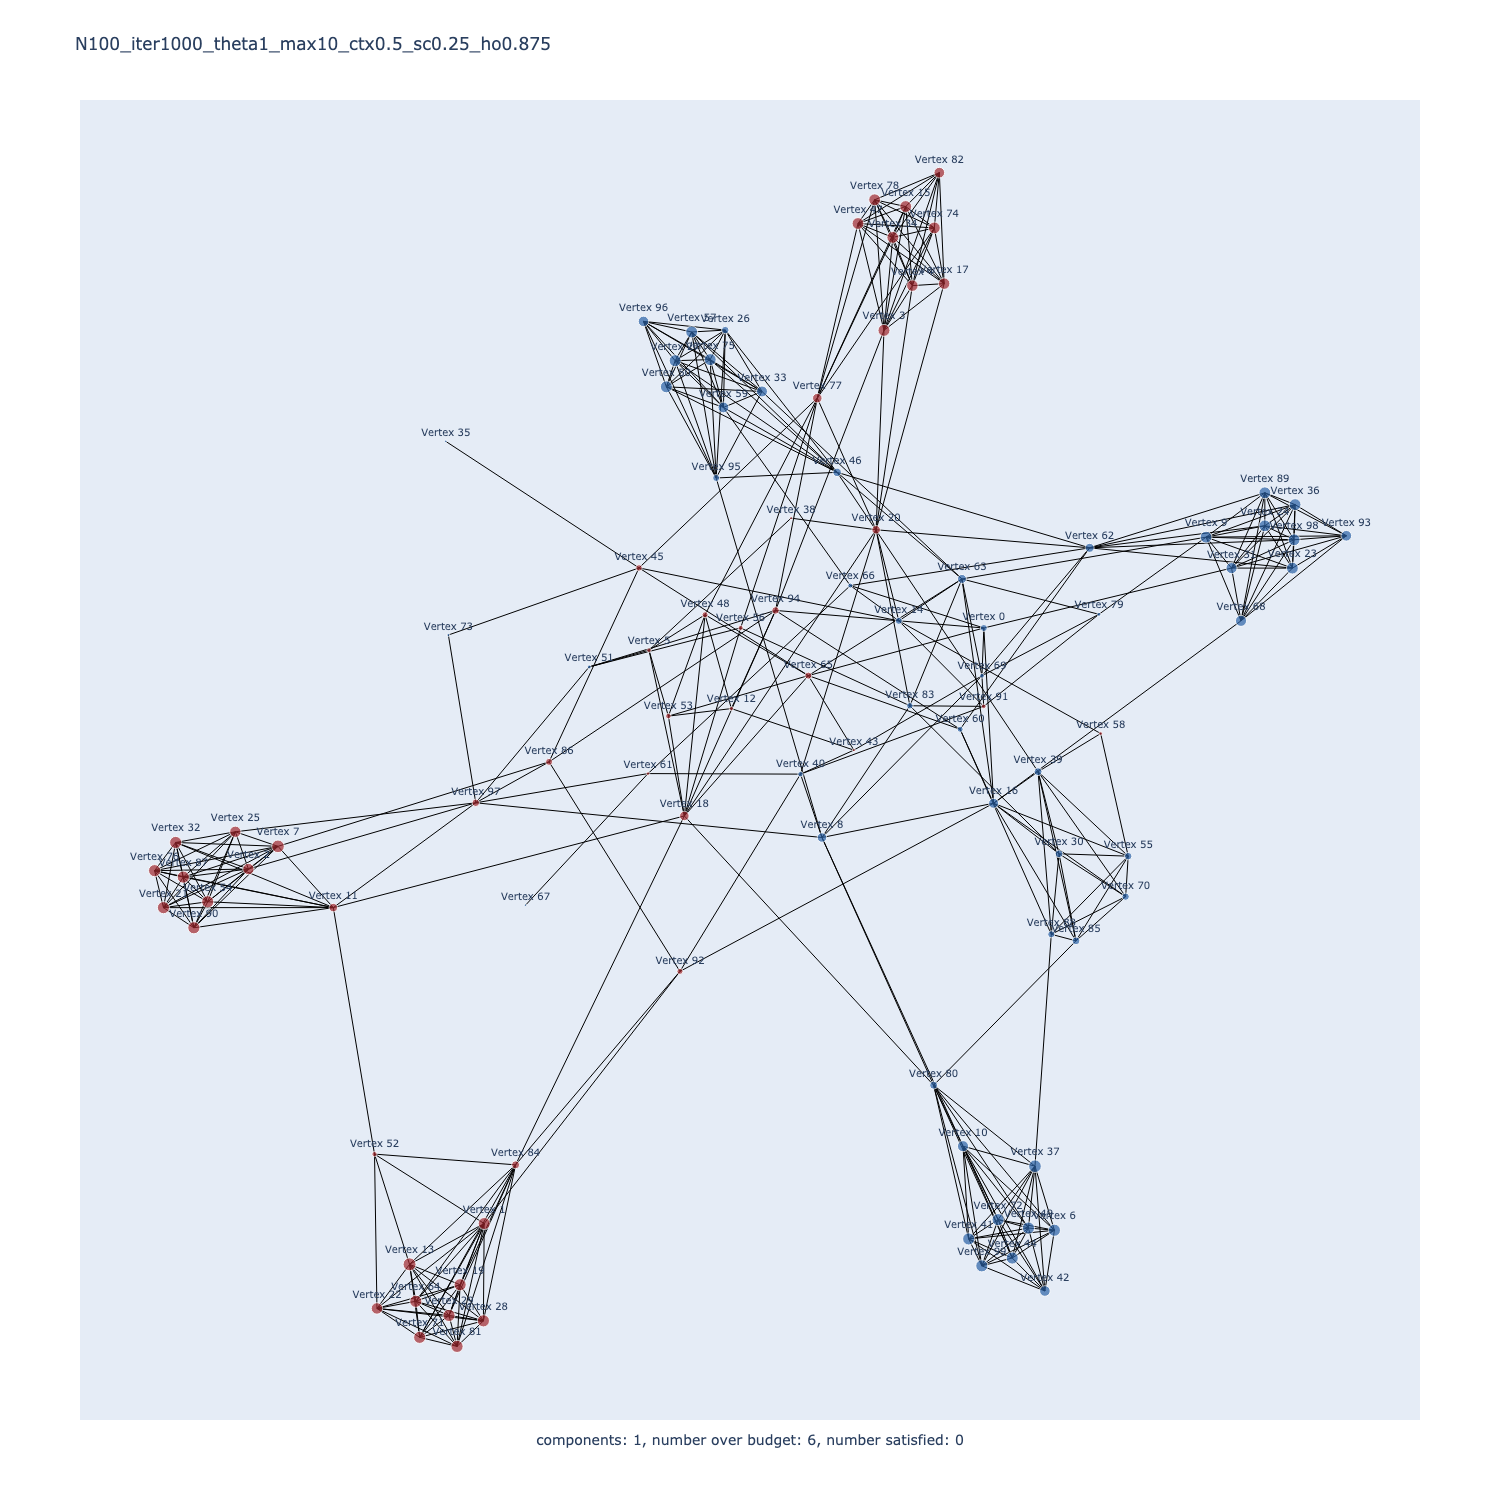 N100_iter1000_theta1_max10_ctx0.5_sc0.25_ho0.875
Vertex 82
Vertex 78
Vertex 15
Vertex 74
Vertex 17
Vertex 96
Vertex 26
Vertex 3
Vertex 33
Vertex 77
Vertex 59
Vertex 35
Vertex 46
Vertex 95
Vertex 89
Vertex 36
Vertex 38
Vertex 20
Vertex 9
Vertex 98
Vertex 93
Vertex 62
Vertex 45
Vertex 23
Vertex 63
Vertex 66
Vertex 94
Vertex 48
Vertex 79
Vertex 68
Vertex 56
Vertex 14
Vertex 0
Vertex 73
Vertex 5
Vertex 51
Vertex 65
Vertex 69
Vertex 83
Vertex 91
Vertex 12
Vertex 53
Vertex 60
Vertex 58
Vertex 43
Vertex 86
Vertex 61
Vertex 40
Vertex 39
Vertex 97
Vertex 18
Vertex 16
Vertex 25
Vertex 32
Vertex 7
Vertex 8
Vertex 30
Vertex 55
Vertex 70
Vertex 11
Vertex 67
Vertex 90
Vertex 85
Vertex 92
Vertex 80
Vertex 10
Vertex 52
Vertex 84
Vertex 37
Vertex 1
Vertex 72
Vertex 6
Vertex 41
Vertex 13
Vertex 19
Vertex 42
Vertex 64
Vertex 22
Vertex 28
Vertex 81
components: 1, number over budget: 6, number satisfied: 0